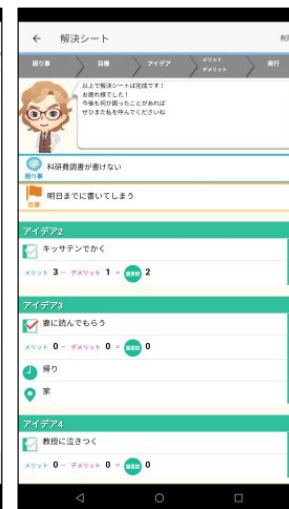 ← 解決シート
困り事 目標 アイデア メリット デメリット 実行
以上で解決シートは完成です！
お疲れ様でした！
今後も何か困ったことがあれば
ぜひまた私を呼んでくださいね
困り事 科研費調書が書けない
目標 明日までに書いてしまう
アイデア2
キッサテンでかく
メリット 3 − デメリット 1 = 2
アイデア3
妻に読んでもらう
メリット 0 − デメリット 0 = 0
帰り
家
アイデア4
教授に泣きつく
メリット 0 − デメリット 0 = 0